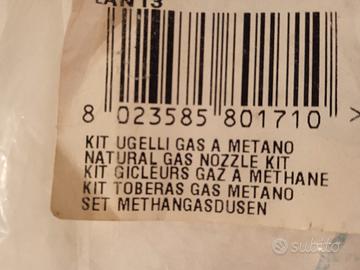 EAN13
8 023585 801710 >
KIT UGELLI GAS A METANO
NATURAL GAS NOZZLE KIT
KIT GICLEURS GAZ A METHANE
KIT TOBERAS GAS METANO
SET METHANGASDUSEN
subito